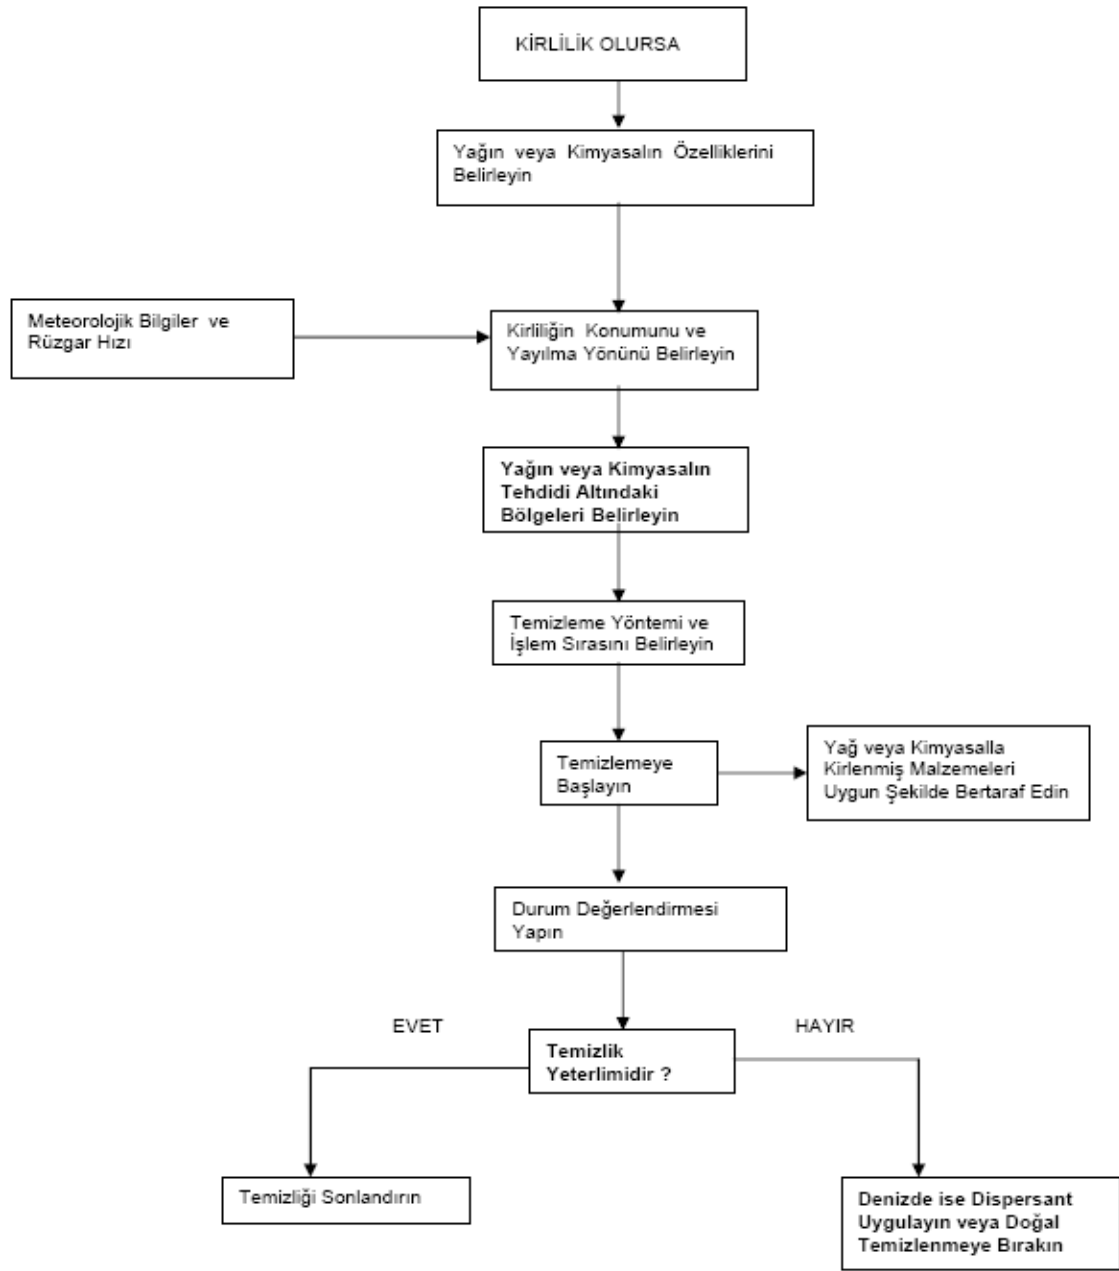 KİRLİLİK OLURSA
Yağın veya Kimyasalın Özelliklerini
Belirleyin
Meteorolojik Bilgiler ve
Rüzgar Hızı
Kirliliğin Konumunu ve
Yayılma Yönünü Belirleyin
Yağın veya Kimyasalın
Tehdidi Altındaki
Bölgeleri Belirleyin
Temizleme Yöntemi ve
İşlem Sırasını Belirleyin
Temizlemeye
Başlayın
Yağ veya Kimyasalla
Kirlenmiş Malzemeleri
Uygun Şekilde Bertaraf Edin
Durum Değerlendirmesi
Yapın
EVET
HAYIR
Temizlik
Yeterlimidir ?
Temizliği Sonlandırın
Denizde ise Dispersant
Uygulayın veya Doğal
Temizlenmeye Bırakın